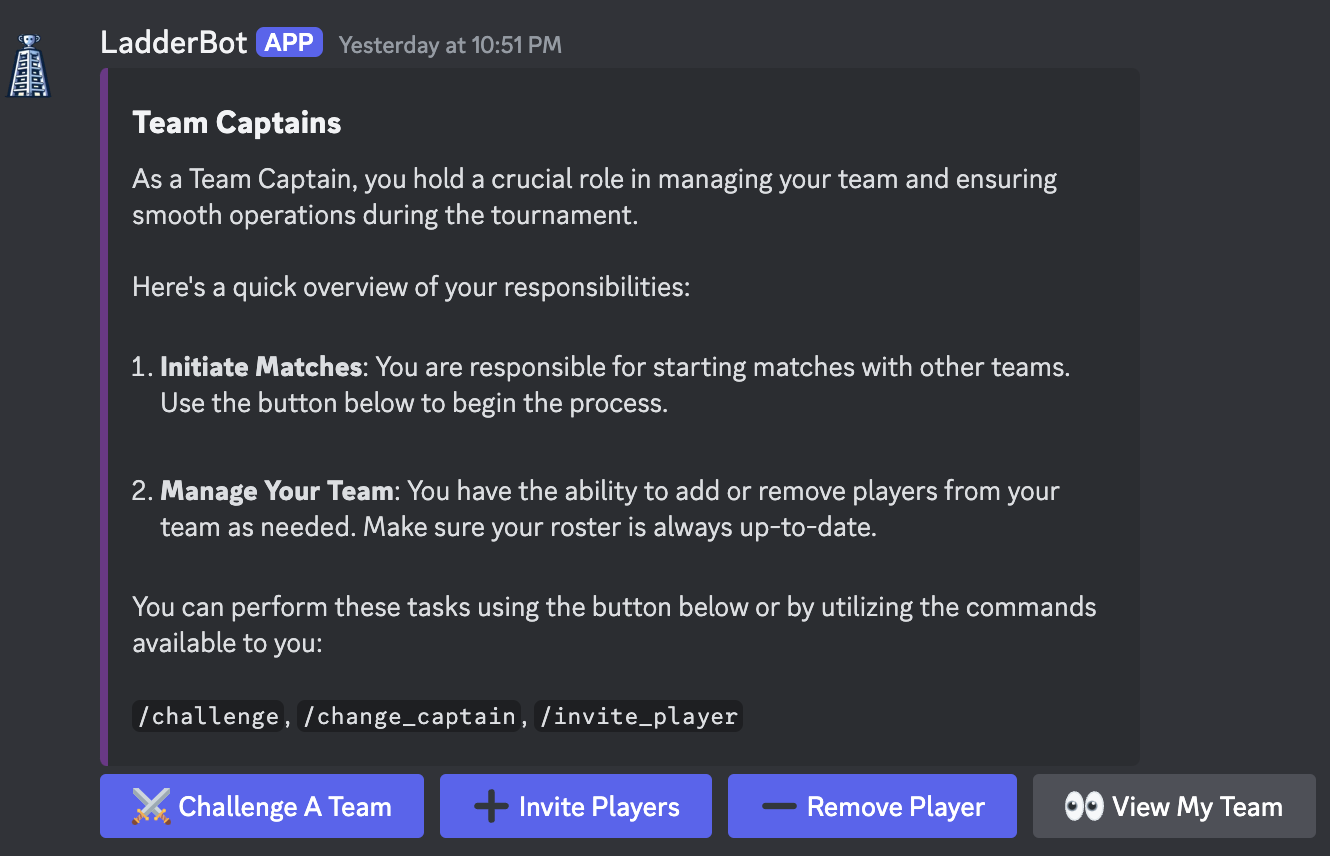 LadderBot APP Yesterday at 10:51 PM
Team Captains
As a Team Captain, you hold a crucial role in managing your team and ensuring
smooth operations during the tournament.
Here's a quick overview of your responsibilities:
1. Initiate Matches: You are responsible for starting matches with other teams.
Use the button below to begin the process.
2. Manage Your Team: You have the ability to add or remove players from your
team as needed. Make sure your roster is always up-to-date.
You can perform these tasks using the button below or by utilizing the commands
available to you:
/challenge, /change_captain, /invite_player
⚔️ Challenge A Team ➕ Invite Players ➖ Remove Player 👀 View My Team